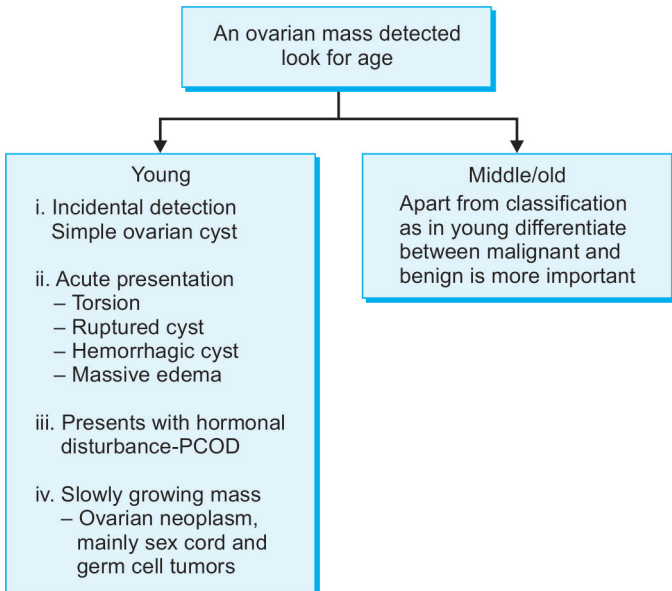 An ovarian mass detected
look for age
Young
i. Incidental detection
Simple ovarian cyst
ii. Acute presentation
– Torsion
– Ruptured cyst
– Hemorrhagic cyst
– Massive edema
iii. Presents with hormonal
disturbance-PCOD
iv. Slowly growing mass
– Ovarian neoplasm,
mainly sex cord and
germ cell tumors
Middle/old
Apart from classification
as in young differentiate
between malignant and
benign is more important